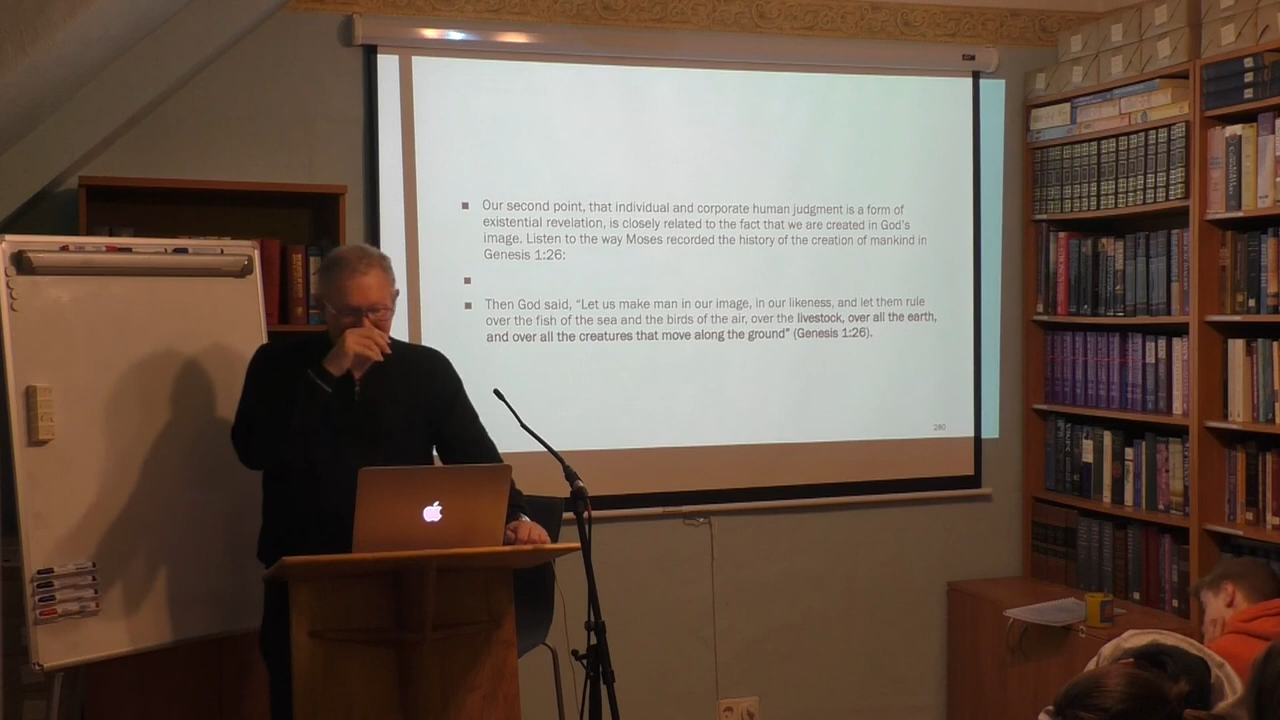 Our second point, that individual and corporate human judgment is a form of
existential revelation, is closely related to the fact that we are created in God's
image. Listen to the way Moses recorded the history of the creation of mankind in
Genesis 1:26:
Then God said, “Let us make man in our image, in our likeness, and let them rule
over the fish of the sea and the birds of the air, over the livestock, over all the earth,
and over all the creatures that move along the ground” (Genesis 1:26).
280